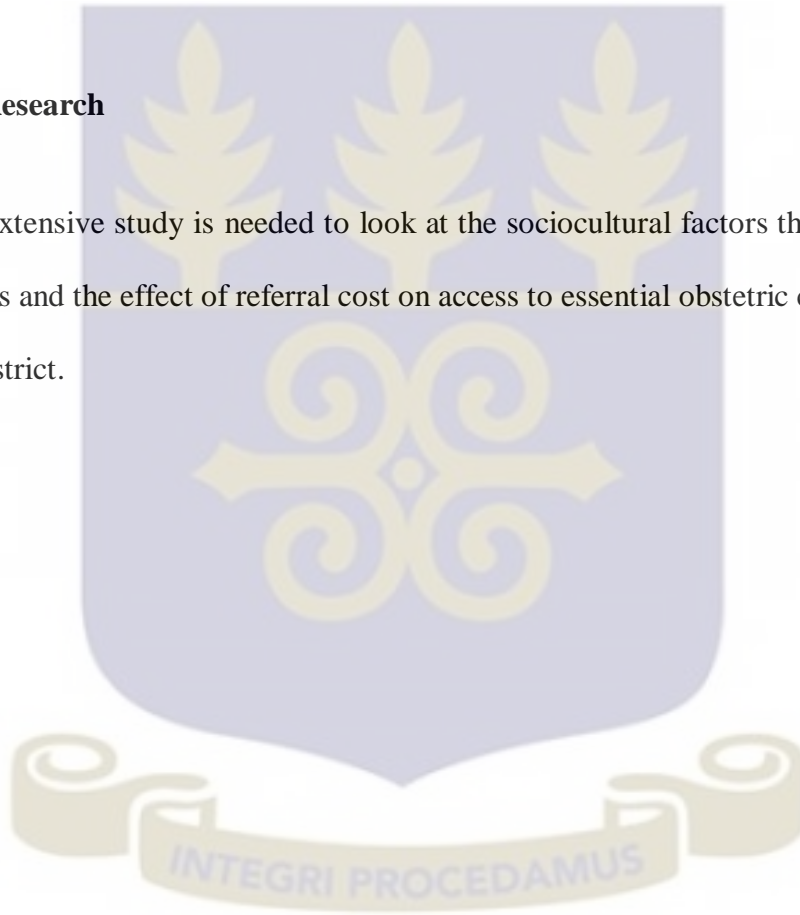 esearch
xtensive study is needed to look at the sociocultural factors th
s and the effect of referral cost on access to essential obstetric
strict.
INTEGRI PROCEDAMUS